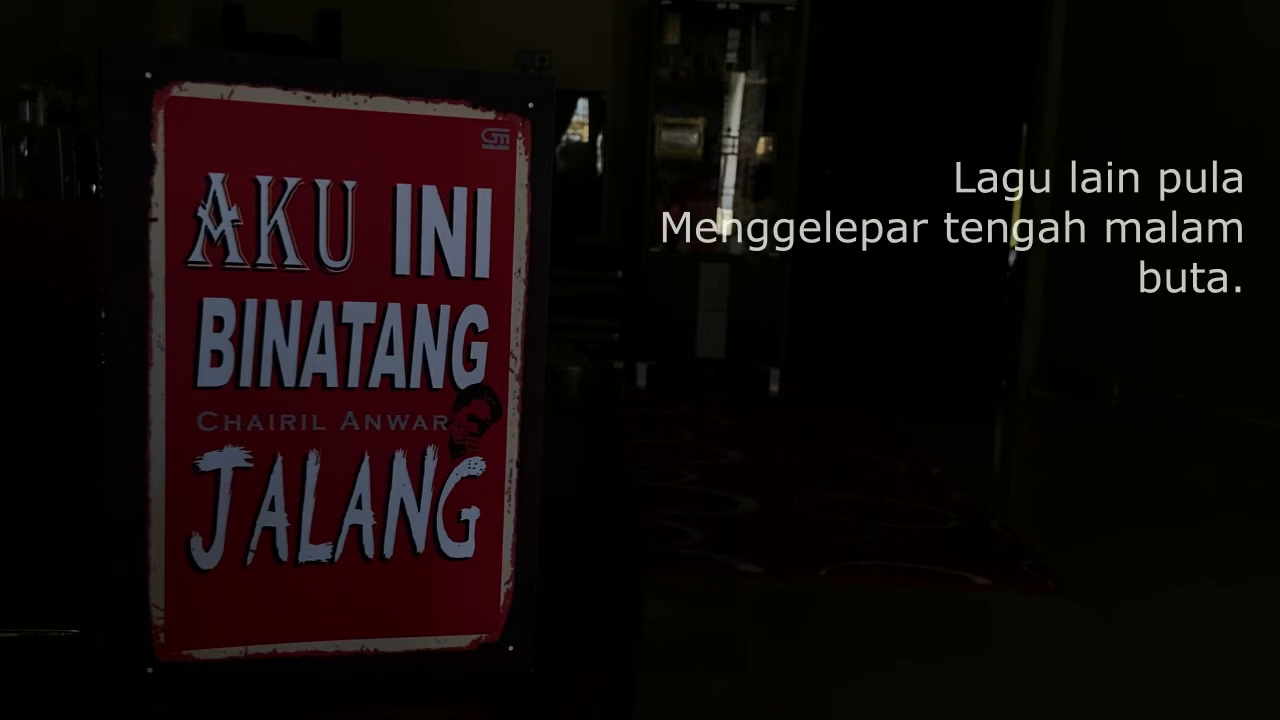 AKU INI
BINATANG
CHAIRIL ANWAR
JALANG
Lagu lain pula
Menggelepar tengah malam
buta.